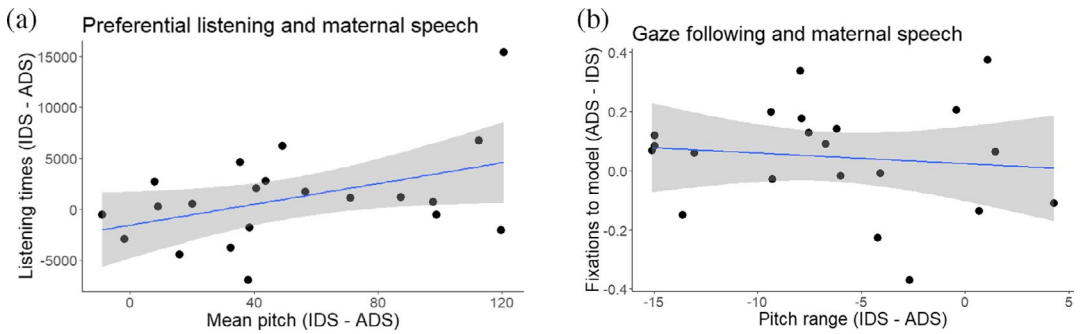 (a)
Preferential listening and maternal speech
Listening times (IDS - ADS)
15000
10000
5000
0
-5000
0
40
80
120
Mean pitch (IDS - ADS)
(b)
Gaze following and maternal speech
Fixations to model (ADS - IDS)
0.4
0.2
0.0
-0.2
-0.4
-15
-10
-5
0
5
Pitch range (IDS - ADS)